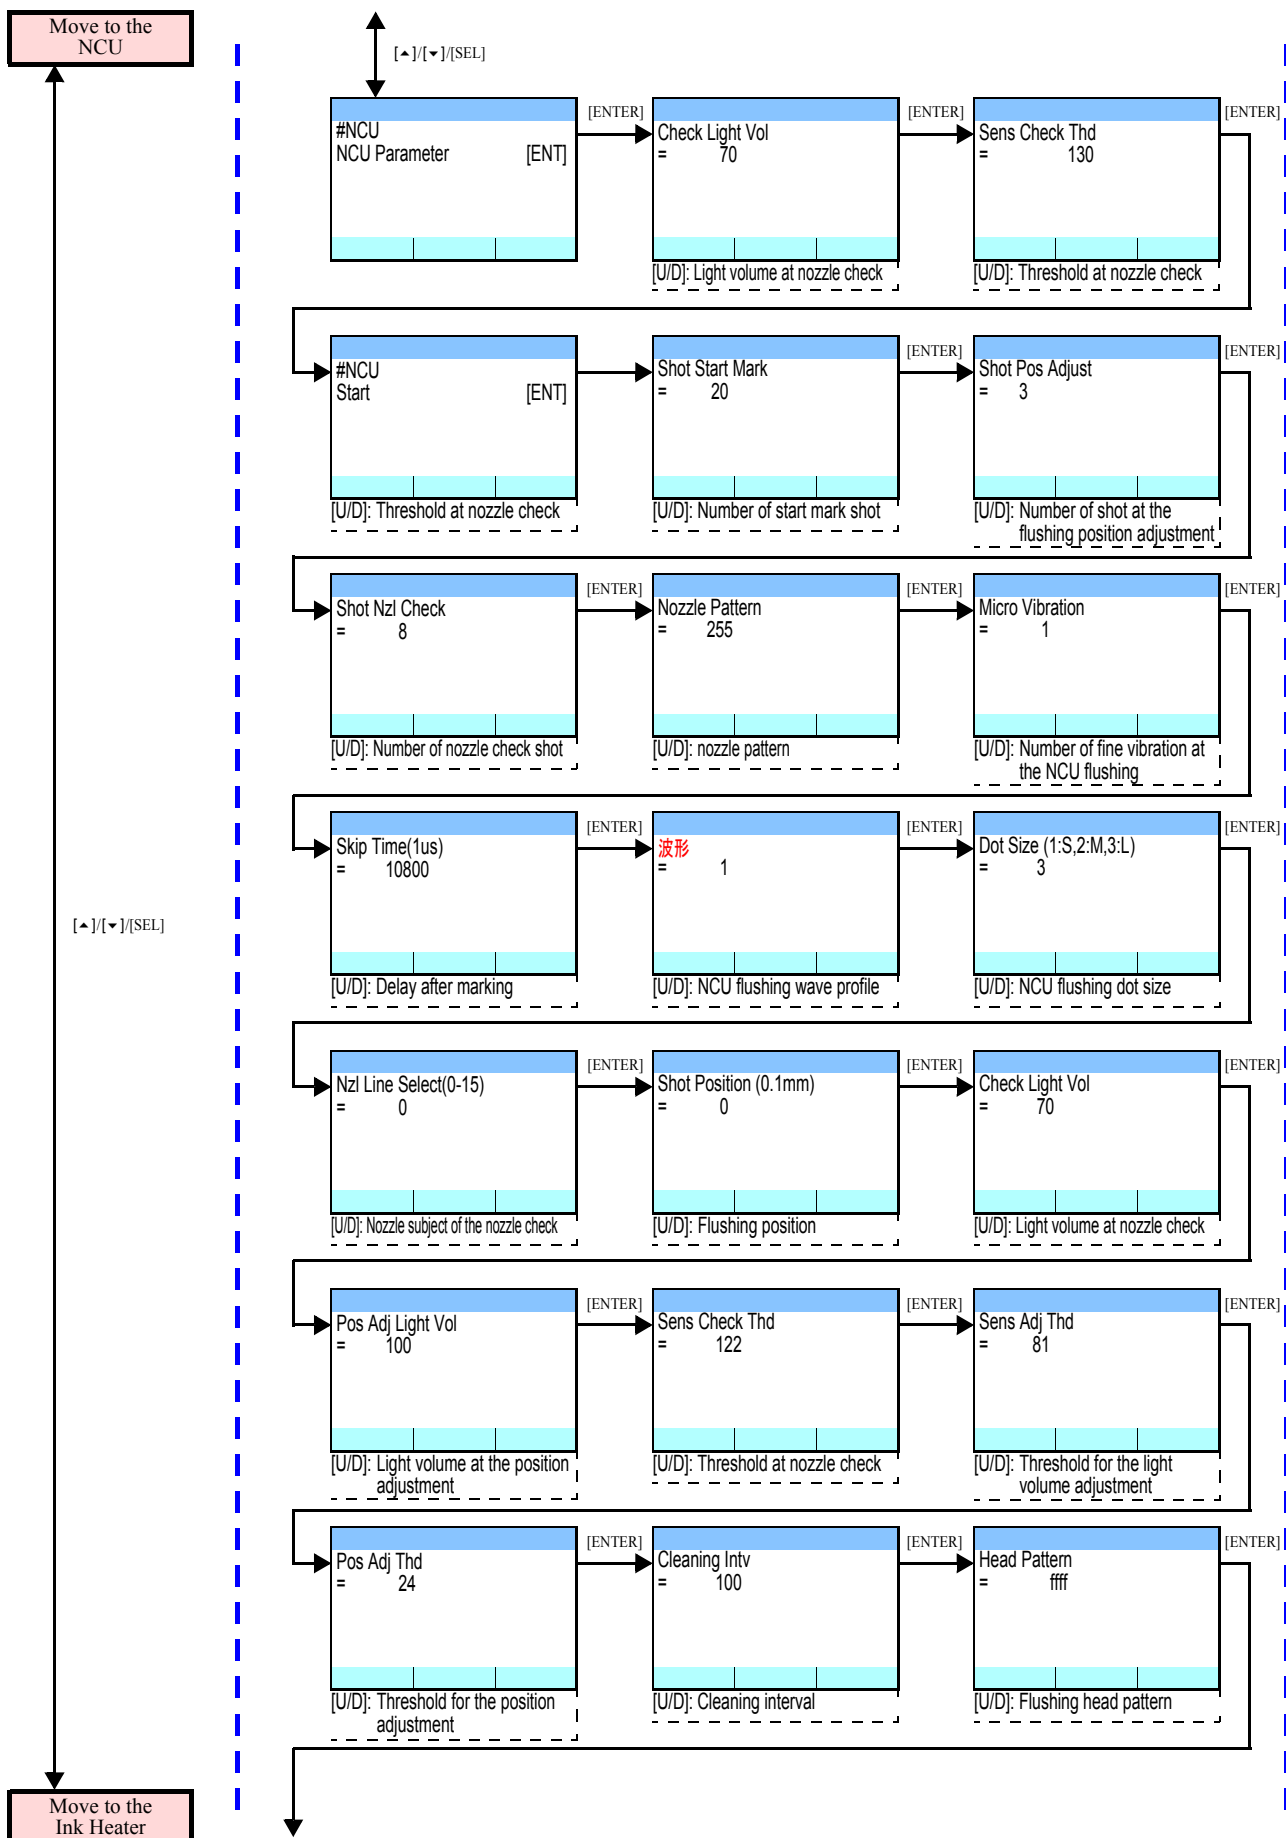 Move to the
NCU
[▲]/[▼]/[SEL]
#NCU
NCU Parameter [ENT]
[ENTER]
Check Light Vol
= 70
[U/D]: Light volume at nozzle check
[ENTER]
Sens Check Thd
= 130
[U/D]: Threshold at nozzle check
[ENTER]
#NCU
Start [ENT]
[U/D]: Threshold at nozzle check
Shot Start Mark
= 20
[U/D]: Number of start mark shot
[ENTER]
Shot Pos Adjust
= 3
[U/D]: Number of shot at the
flushing position adjustment
[ENTER]
Shot Nzl Check
= 8
[U/D]: Number of nozzle check shot
[ENTER]
Nozzle Pattern
= 255
[U/D]: nozzle pattern
[ENTER]
Micro Vibration
= 1
[U/D]: Number of fine vibration at
the NCU flushing
[ENTER]
Skip Time(1us)
= 10800
[U/D]: Delay after marking
[ENTER]
波形
= 1
[U/D]: NCU flushing wave profile
[ENTER]
Dot Size (1:S,2:M,3:L)
= 3
[U/D]: NCU flushing dot size
[ENTER]
[▲]/[▼]/[SEL]
Nzl Line Select(0-15)
= 0
[U/D]: Nozzle subject of the nozzle check
[ENTER]
Shot Position (0.1mm)
= 0
[U/D]: Flushing position
[ENTER]
Check Light Vol
= 70
[U/D]: Light volume at nozzle check
[ENTER]
Pos Adj Light Vol
= 100
[U/D]: Light volume at the position
adjustment
[ENTER]
Sens Check Thd
= 122
[U/D]: Threshold at nozzle check
[ENTER]
Sens Adj Thd
= 81
[U/D]: Threshold for the light
volume adjustment
[ENTER]
Pos Adj Thd
= 24
[U/D]: Threshold for the position
adjustment
[ENTER]
Cleaning Intv
= 100
[U/D]: Cleaning interval
[ENTER]
Head Pattern
= ffff
[U/D]: Flushing head pattern
[ENTER]
Move to the
Ink Heater